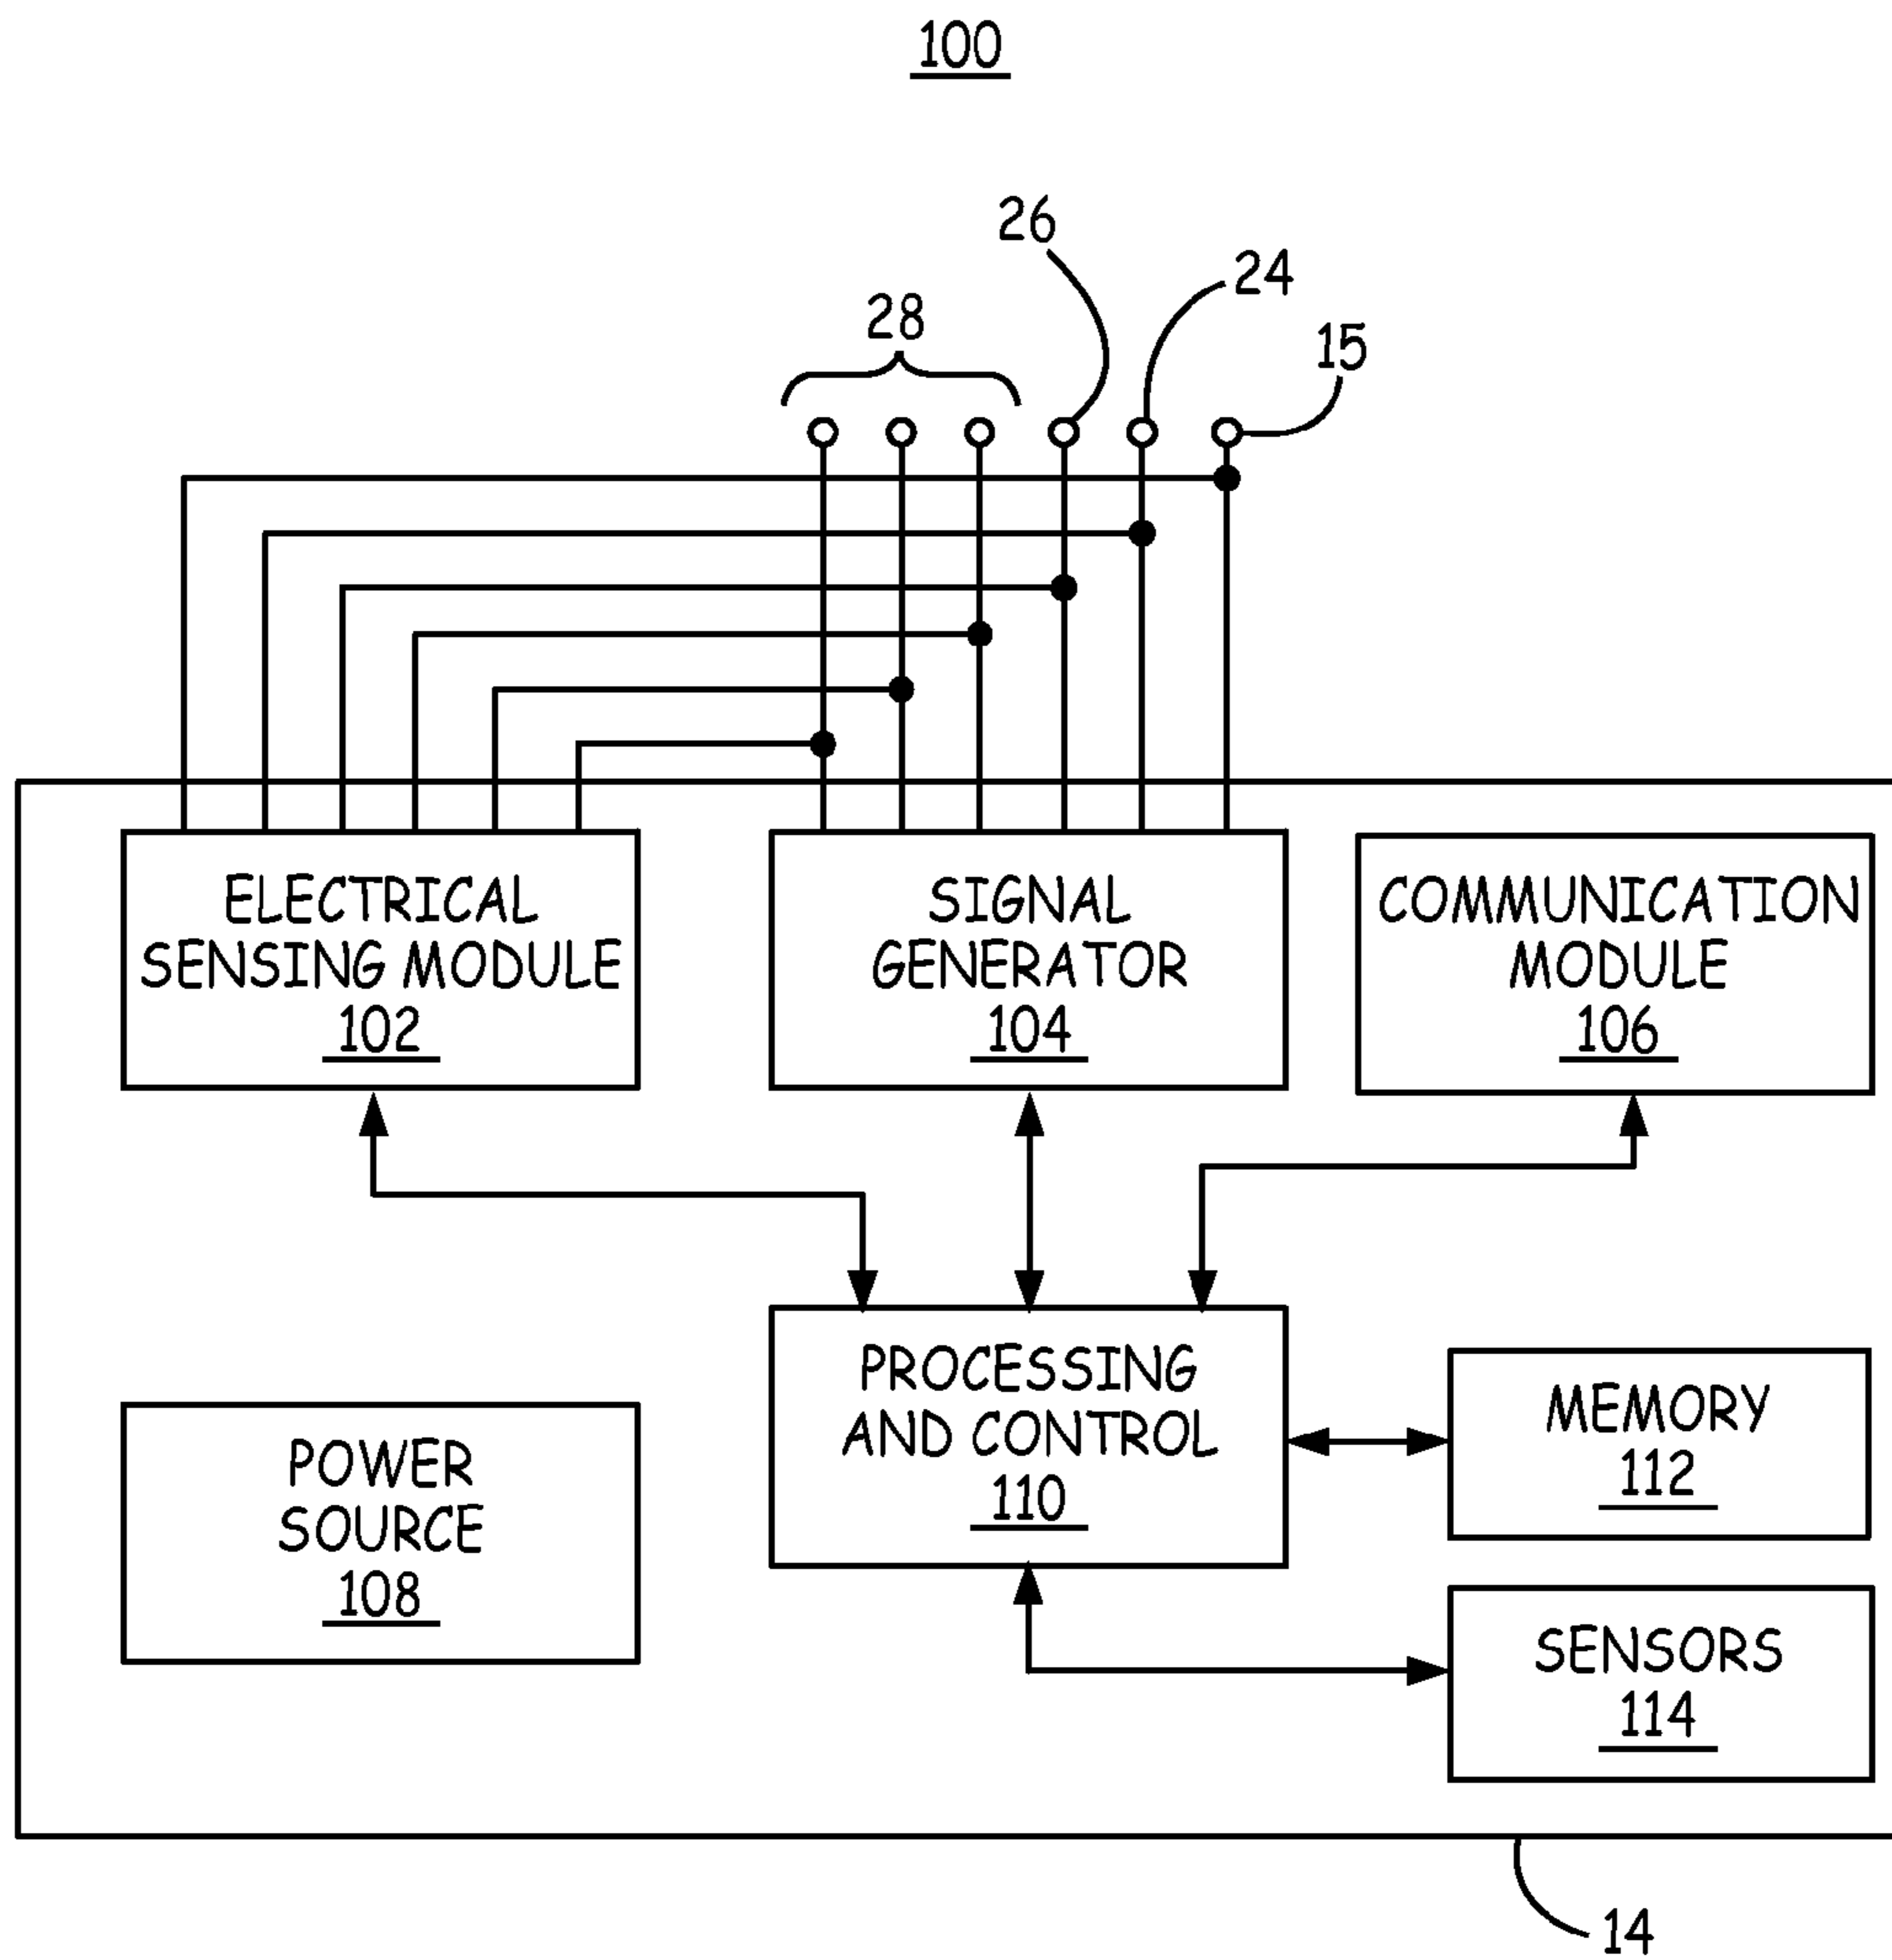 100
26
24
28
15
ELECTRICAL
SENSING MODULE
102
SIGNAL
GENERATOR
104
COMMUNICATION
MODULE
106
PROCESSING
AND CONTROL
110
MEMORY
112
POWER
SOURCE
108
SENSORS
114
14